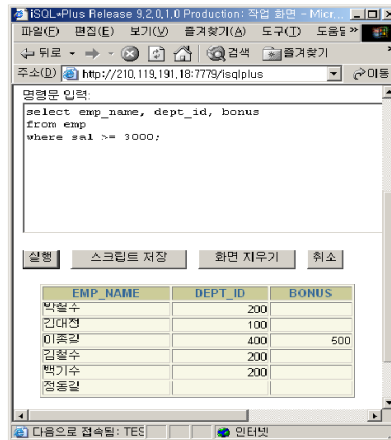 iSQL*Plus Release 9.2.0.1.0 Production: 작업 화면 - Micr...
파일(F) 편집(E) 보기(V) 즐겨찾기(A) 도구(T) 도움말 »
뒤로 검색 즐겨찾기 »
주소(D) http://210.119.191.18:7779/isqlplus 이동
명령문 입력:
select emp_name, dept_id, bonus
from emp
where sal >= 3000;
실행 스크립트 저장 화면 지우기 취소
EMP_NAME DEPT_ID BONUS
박철수 200
김대정 100
이종길 400 500
김철수 200
백기수 200
정동길
다음으로 접속됨: TES 인터넷